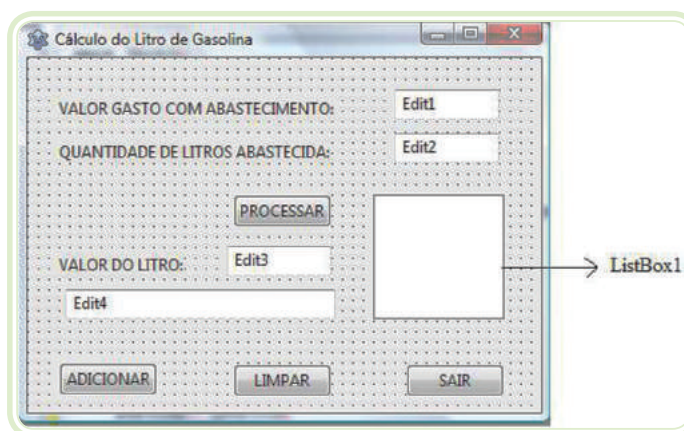 Cálculo do Litro de Gasolina
VALOR GASTO COM ABASTECIMENTO: Edit1
QUANTIDADE DE LITROS ABASTECIDA: Edit2
PROCESSAR
VALOR DO LITRO: Edit3
ListBox1
Edit4
ADICIONAR LIMPAR SAIR